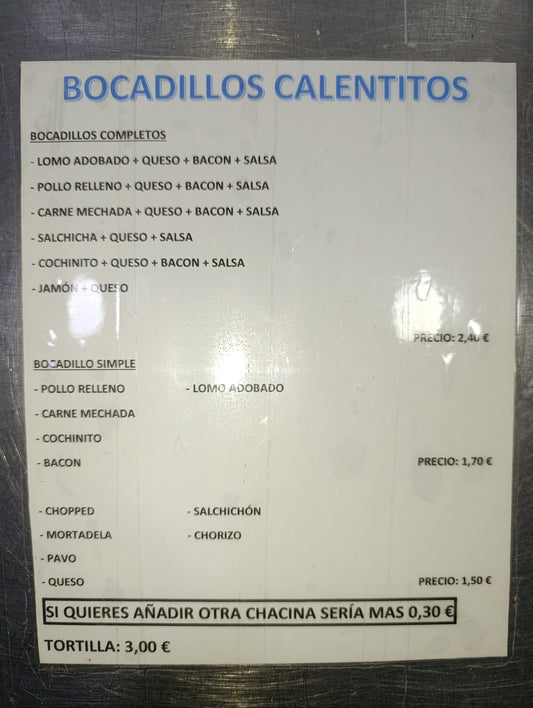 BOCADILLOS CALENTITOS
BOCADILLOS COMPLETOS
- LOMO ADOBADO + QUESO + BACON + SALSA
- POLLO RELLENO + QUESO + BACON + SALSA
- CARNE MECHADA + QUESO + BACON + SALSA
- SALCHICHA + QUESO + SALSA
- COCHINITO + QUESO + BACON + SALSA
- JAMÓN + QUESO
PRECIO: 2,40 €
BOCADILLO SIMPLE
- POLLO RELLENO - LOMO ADOBADO
- CARNE MECHADA
- COCHINITO
- BACON PRECIO: 1,70 €
- CHOPPED - SALCHICHÓN
- MORTADELA - CHORIZO
- PAVO
- QUESO PRECIO: 1,50 €
SI QUIERES AÑADIR OTRA CHACINA SERÍA MAS 0,30 €
TORTILLA: 3,00 €